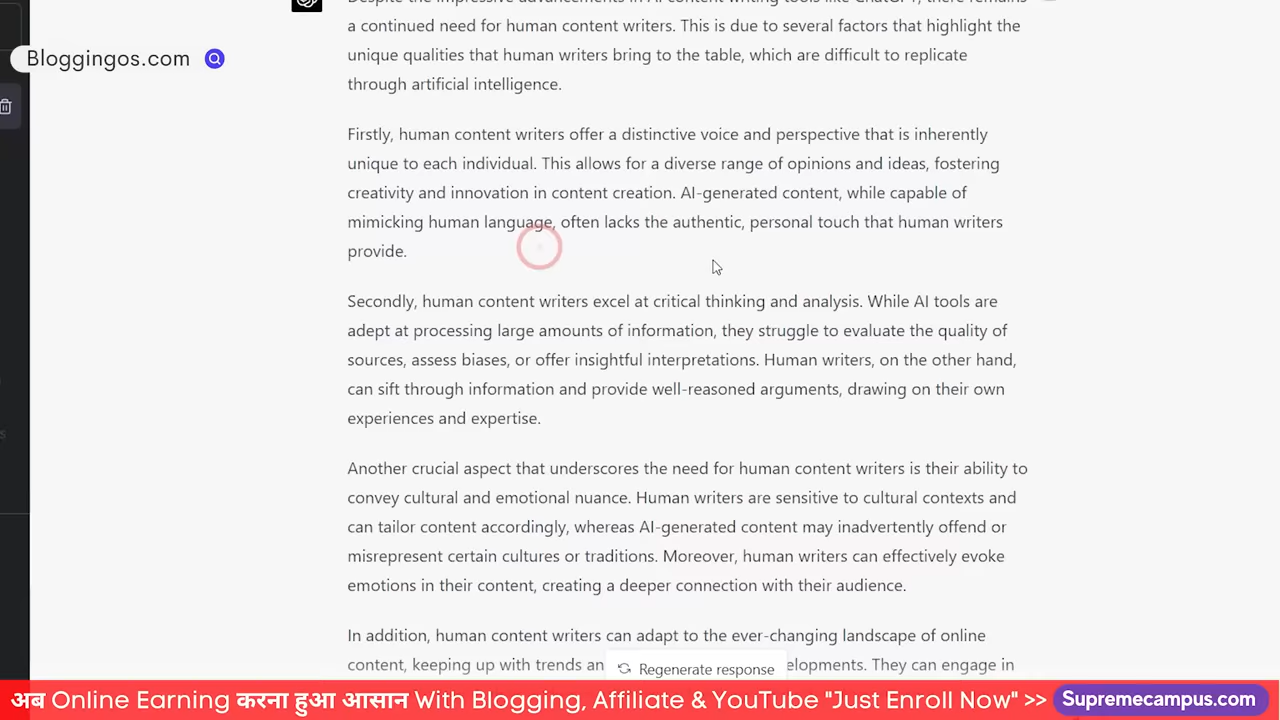 Despite the impressive advancements in AI content writing tools like ChatGPT, there remains
a continued need for human content writers. This is due to several factors that highlight the
Bloggingos.com
unique qualities that human writers bring to the table, which are difficult to replicate
through artificial intelligence.
Firstly, human content writers offer a distinctive voice and perspective that is inherently
unique to each individual. This allows for a diverse range of opinions and ideas, fostering
creativity and innovation in content creation. AI-generated content, while capable of
mimicking human language, often lacks the authentic, personal touch that human writers
provide.
Secondly, human content writers excel at critical thinking and analysis. While AI tools are
adept at processing large amounts of information, they struggle to evaluate the quality of
sources, assess biases, or offer insightful interpretations. Human writers, on the other hand,
can sift through information and provide well-reasoned arguments, drawing on their own
experiences and expertise.
Another crucial aspect that underscores the need for human content writers is their ability to
convey cultural and emotional nuance. Human writers are sensitive to cultural contexts and
can tailor content accordingly, whereas AI-generated content may inadvertently offend or
misrepresent certain cultures or traditions. Moreover, human writers can effectively evoke
emotions in their content, creating a deeper connection with their audience.
In addition, human content writers can adapt to the ever-changing landscape of online
content, keeping up with trends an elopments. They can engage in
Regenerate response
अब Online Earning करना हुआ आसान With Blogging, Affiliate & YouTube "Just Enroll Now" >> Supremecampus.com